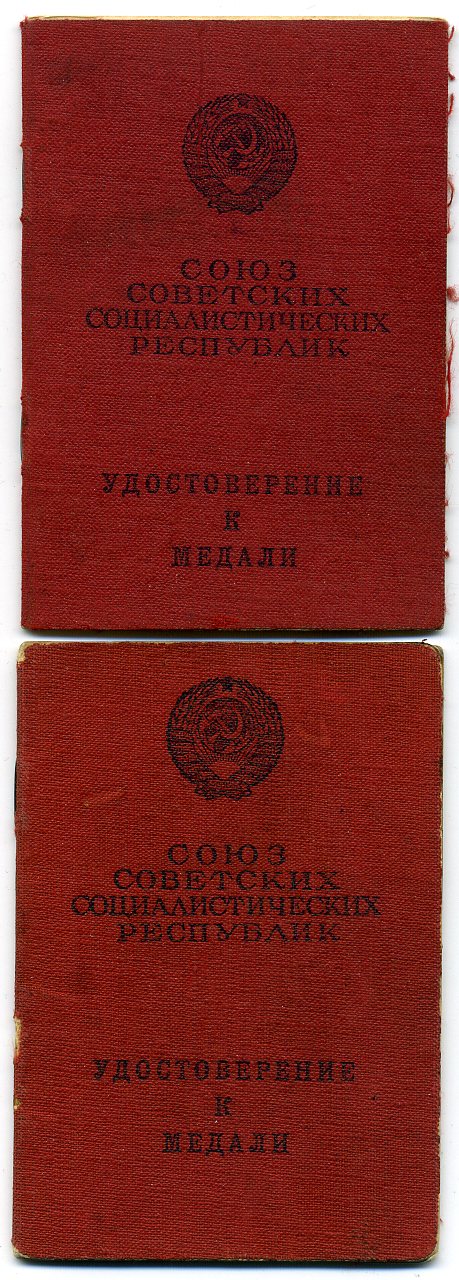 СОЮЗ
СОВЕТСКИХ
СОЦИАЛИСТИЧЕСКИХ
РЕСПУБЛИК
УДОСТОВЕРЕНИЕ
К
МЕДАЛИ
СОЮЗ
СОВЕТСКИХ
СОЦИАЛИСТИЧЕСКИХ
РЕСПУБЛИК
УДОСТОВЕРЕНИЕ
К
МЕДАЛИ